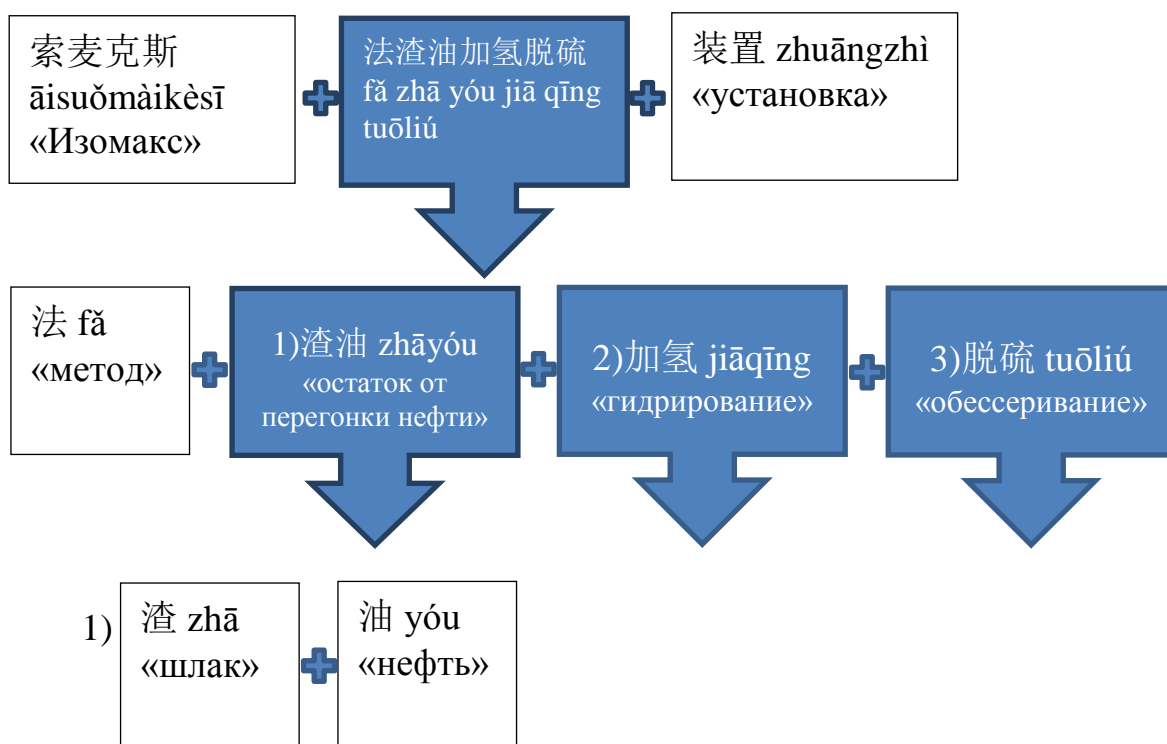 索麦克斯
āisuǒmàikèsī
«Изомакс»
法渣油加氢脱硫
fǎ zhā yóu jiā qīng
tuōliú
装置 zhuāngzhì
«установка»
法 fǎ
«метод»
1)渣油 zhāyóu
«остаток от
перегонки нефти»
2)加氢 jiāqīng
«гидрирование»
3)脱硫 tuōliú
«обессеривание»
1)
渣 zhā
«шлак»
油 yóu
«нефть»